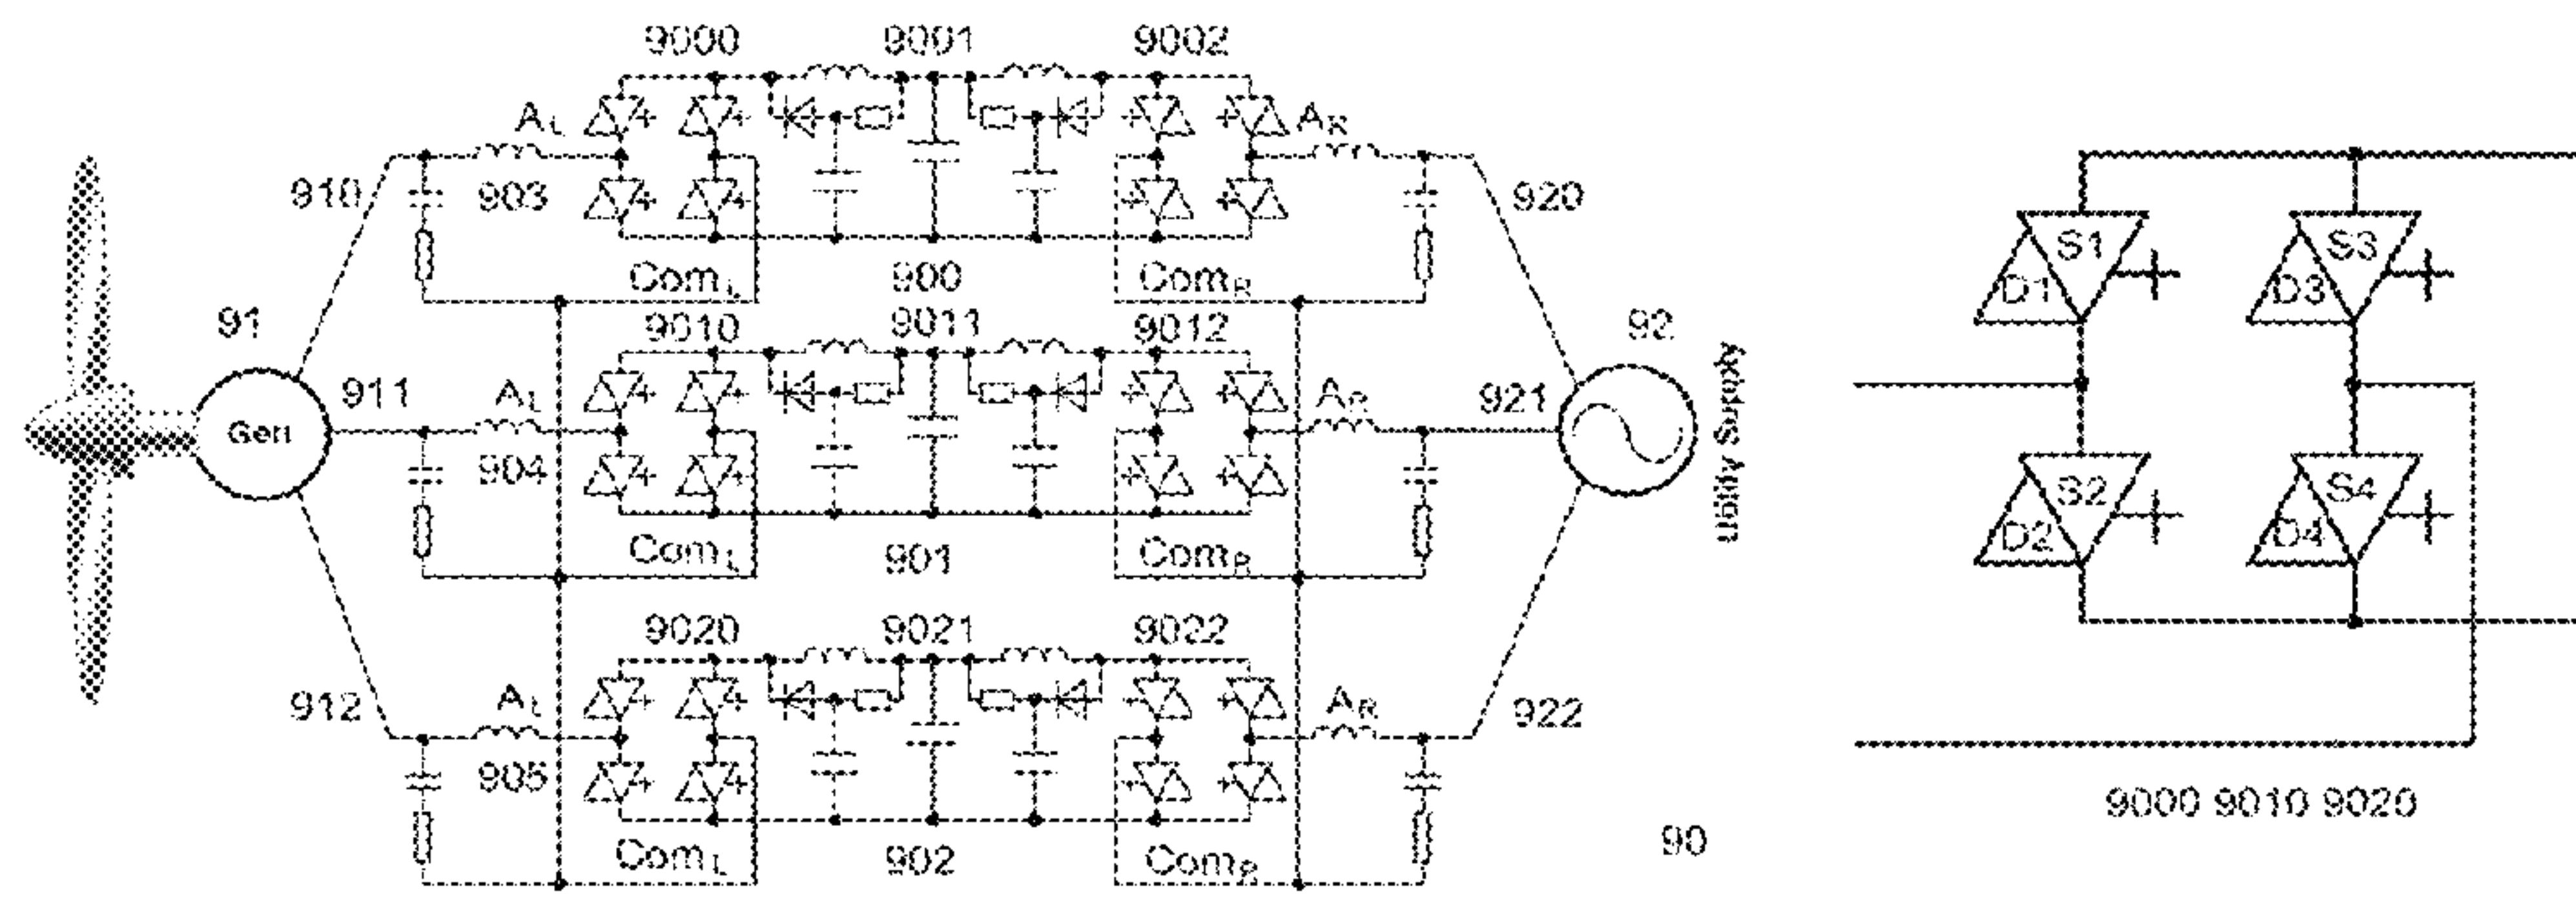 9000 9001 9002
AL AR
910 903 920
S1 S3
D1 D3
ComL 900 ComR
91 9010 9011 9012 92
Utility Supply
911 AL AR 921
Gen
904
S2 S4
D2 D4
ComL 901 ComR
9020 9021 9022
912 AL AR 922
905
9000 9010 9020
ComL 902 ComR
90